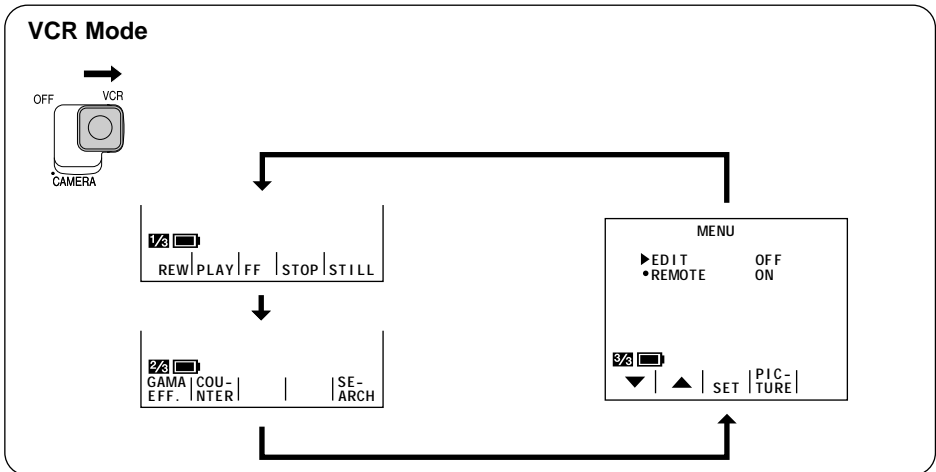 VCR Mode
OFF VCR
CAMERA
1/3
REW PLAY FF STOP STILL
2/3
GAMA COU- SE-
EFF. NTER ARCH
MENU
EDIT OFF
REMOTE ON
3/3
SET PIC-
TURE